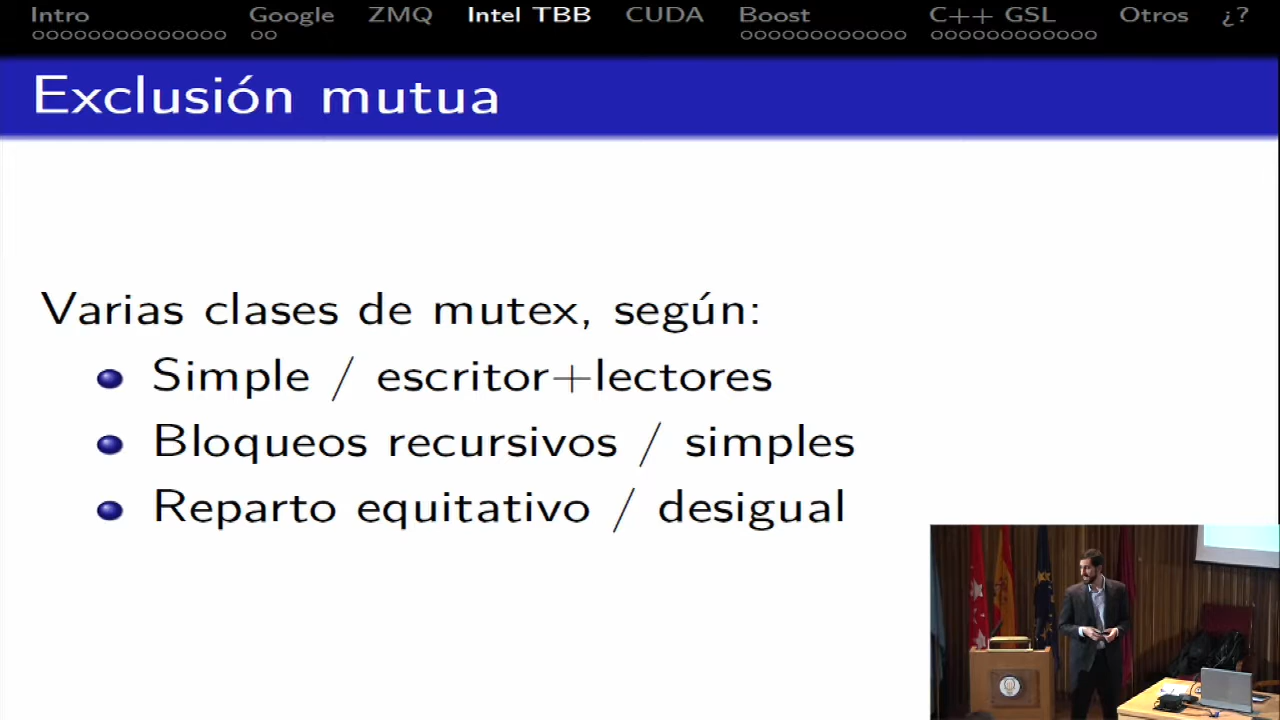 Intro Google ZMQ Intel TBB CUDA Boost C++ GSL Otros ¿?
Exclusión mutua
Varias clases de mutex, según:
Simple / escritor+lectores
Bloqueos recursivos / simples
Reparto equitativo / desigual